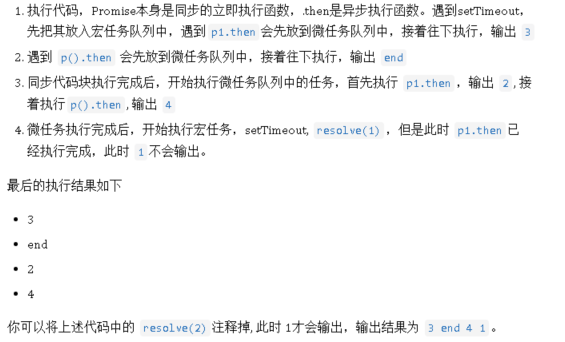 1. 执行代码，Promise本身是同步的立即执行函数，.then是异步执行函数。遇到setTimeout，
先把其放入宏任务队列中，遇到 p1.then 会先放到微任务队列中，接着往下执行，输出 3
2. 遇到 p().then 会先放到微任务队列中，接着往下执行，输出 end
3. 同步代码块执行完成后，开始执行微任务队列中的任务，首先执行 p1.then，输出 2,接
着执行 p().then,输出 4
4. 微任务执行完成后，开始执行宏任务，setTimeout, resolve(1)，但是此时 p1.then已
经执行完成，此时 1不会输出。
最后的执行结果如下
• 3
• end
• 2
• 4
你可以将上述代码中的 resolve(2) 注释掉,此时 1才会输出，输出结果为 3 end 4 1。